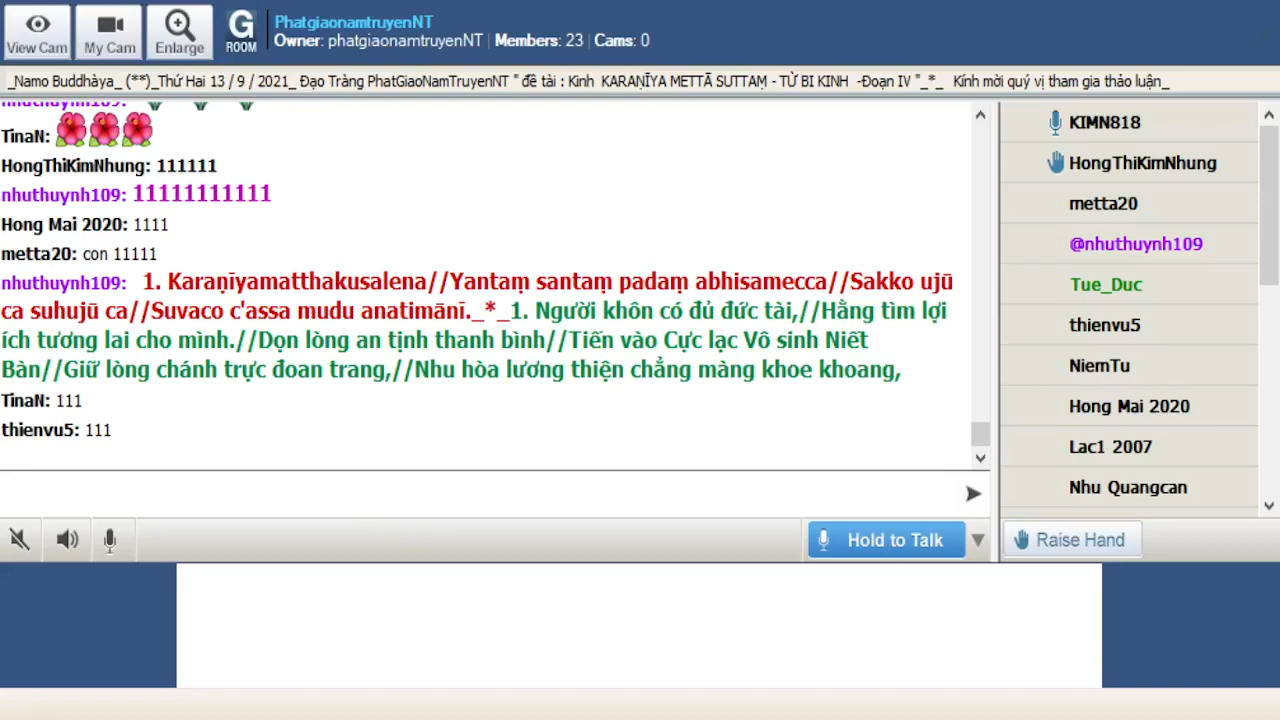 View Cam
My Cam
Enlarge
G
ROOM
PhatgiaonamtruyenNT
Owner: phatgiaonamtruyenNT | Members: 23 | Cams: 0
_Namo Buddhàya_ (**)_Thứ Hai 13 / 9 / 2021_ Đạo Tràng PhatGiaoNamTruyenNT " đề tài : Kinh KARAṆĪYA METTĀ SUTTAṂ - TỪ BI KINH -Đoạn IV "_*_ Kính mời quý vị tham gia thảo luận_
nhuthuynh109:
TinaN:
HongThiKimNhung: 111111
nhuthuynh109: 11111111111
Hong Mai 2020: 1111
metta20: con 11111
nhuthuynh109: 1. Karaṇīyamatthakusalena//Yantaṃ santaṃ padaṃ abhisamecca//Sakko ujū
ca suhujū ca//Suvaco c'assa mudu anatimānī._*_1. Người khôn có đủ đức tài,//Hằng tìm lợi
ích tương lai cho mình.//Dọn lòng an tịnh thanh bình//Tiến vào Cực lạc Vô sinh Niết
Bàn//Giữ lòng chánh trực đoan trang,//Nhu hòa lương thiện chẳng màng khoe khoang,
TinaN: 111
thienvu5: 111
KIMN818
HongThiKimNhung
metta20
@nhuthuynh109
Tue_Duc
thienvu5
NiemTu
Hong Mai 2020
Lac1 2007
Nhu Quangcan
Hold to Talk
Raise Hand